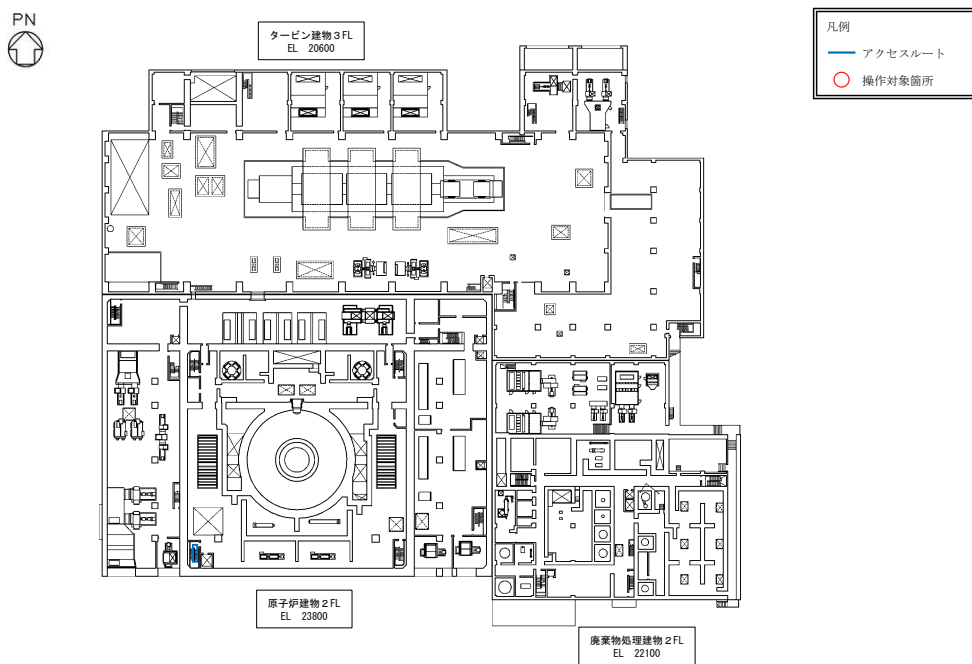 PN
タービン建物3FL
EL 20600
凡例
アクセスルート
操作対象箇所
原子炉建物2FL
EL 23800
廃棄物処理建物2FL
EL 22100